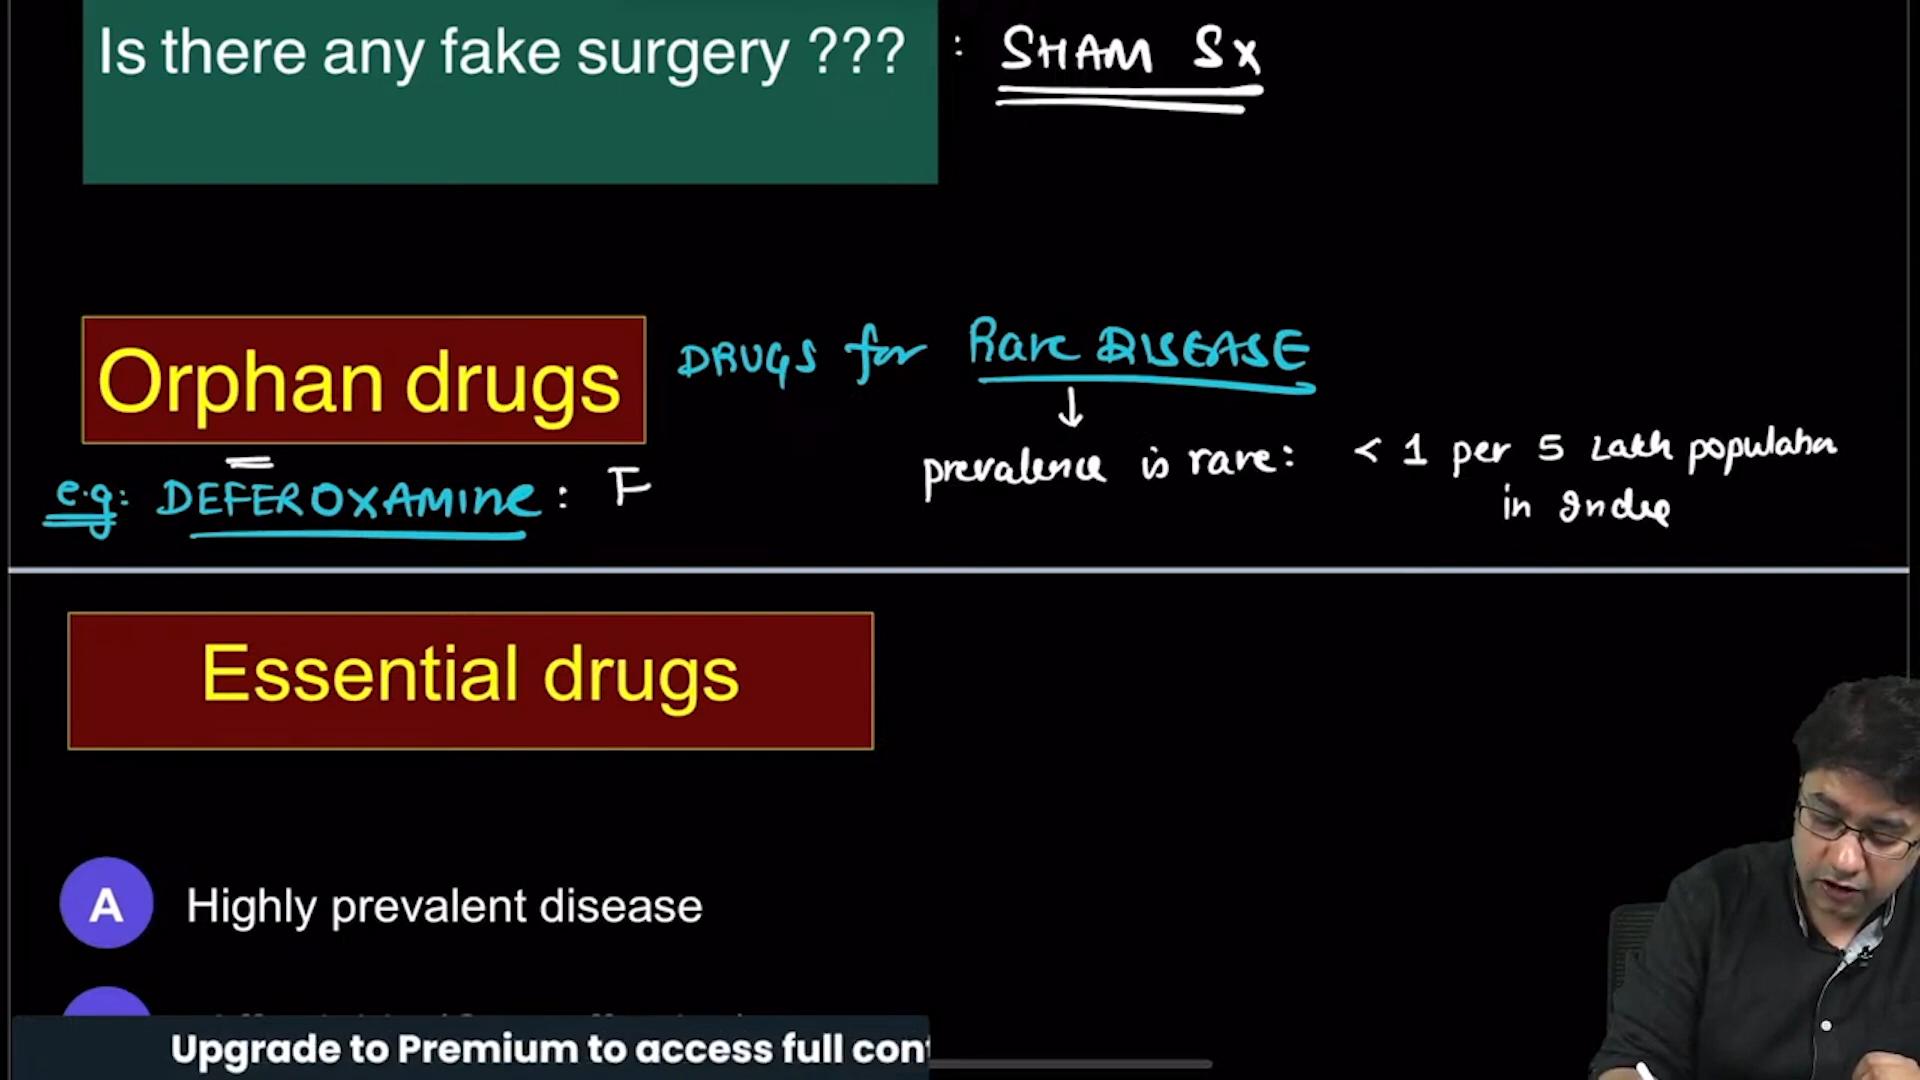 Is there any fake surgery ??? : SHAM Sx
Orphan drugs
DRUGS for Rare DISEASE
prevalence is rare: < 1 per 5 Lakh population
in India
e.g: DEFEROXAMINE : F
Essential drugs
A Highly prevalent disease
Upgrade to Premium to access full con